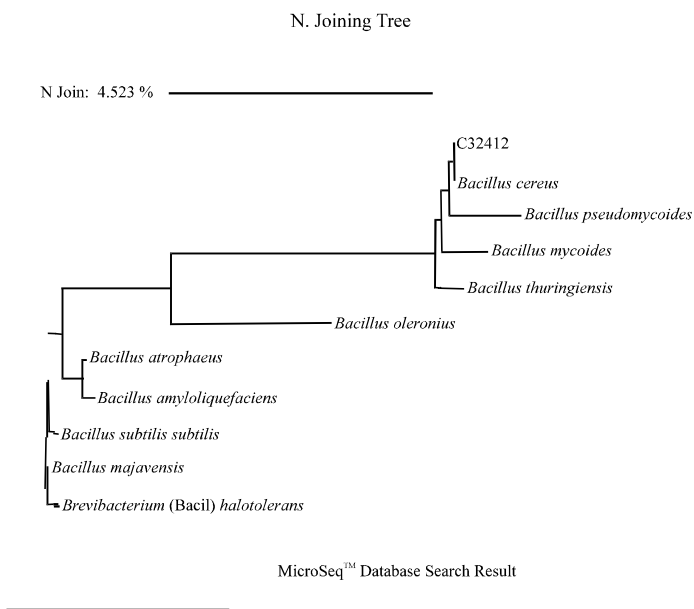 N. Joining Tree
N Join: 4.523 %
C32412
Bacillus cereus
Bacillus pseudomycoides
Bacillus mycoides
Bacillus thuringiensis
Bacillus oleronius
Bacillus atrophaeus
Bacillus amyloliquefaciens
Bacillus subtilis subtilis
Bacillus majavensis
Brevibacterium (Bacil) halotolerans
MicroSeq™ Database Search Result